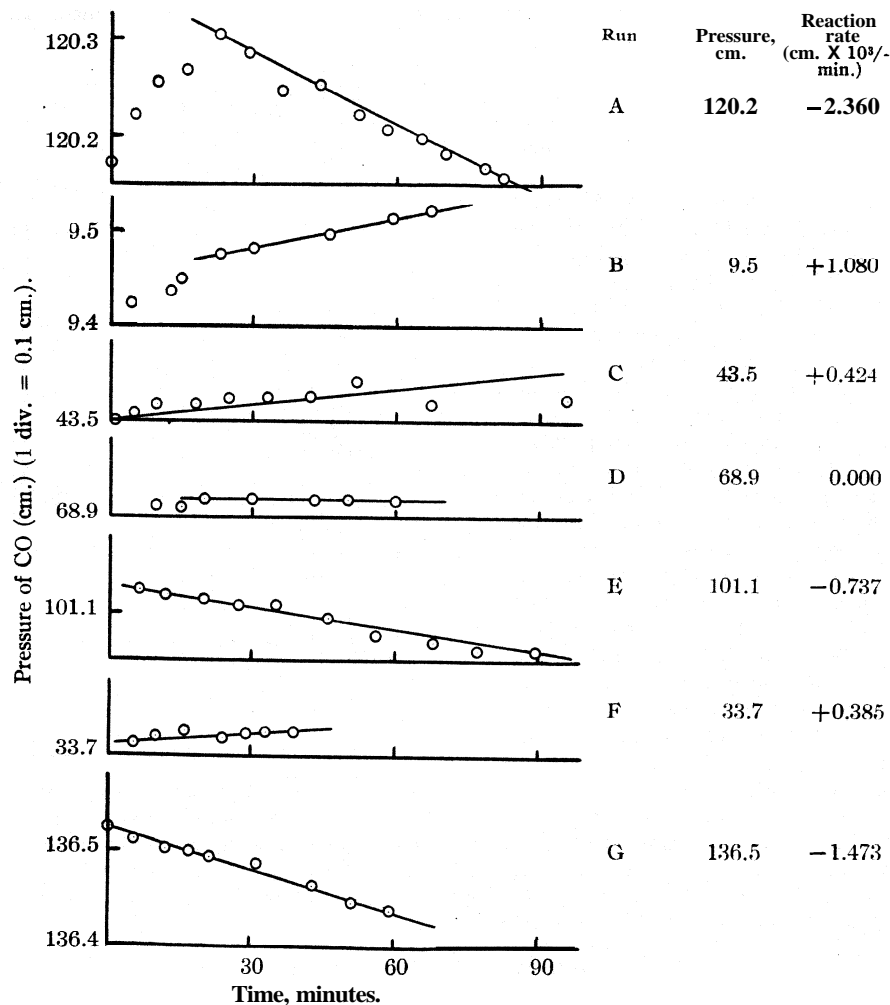 Run Pressure, cm. Reaction rate (cm. X 10³/- min.)
120.3
A 120.2 −2.360
120.2
9.5
B 9.5 +1.080
9.4
C 43.5 +0.424
43.5
D 68.9 0.000
68.9
E 101.1 −0.737
101.1
F 33.7 +0.385
33.7
136.5
G 136.5 −1.473
136.4
30 60 90
Time, minutes.
Pressure of CO (cm.) (1 div. = 0.1 cm.).